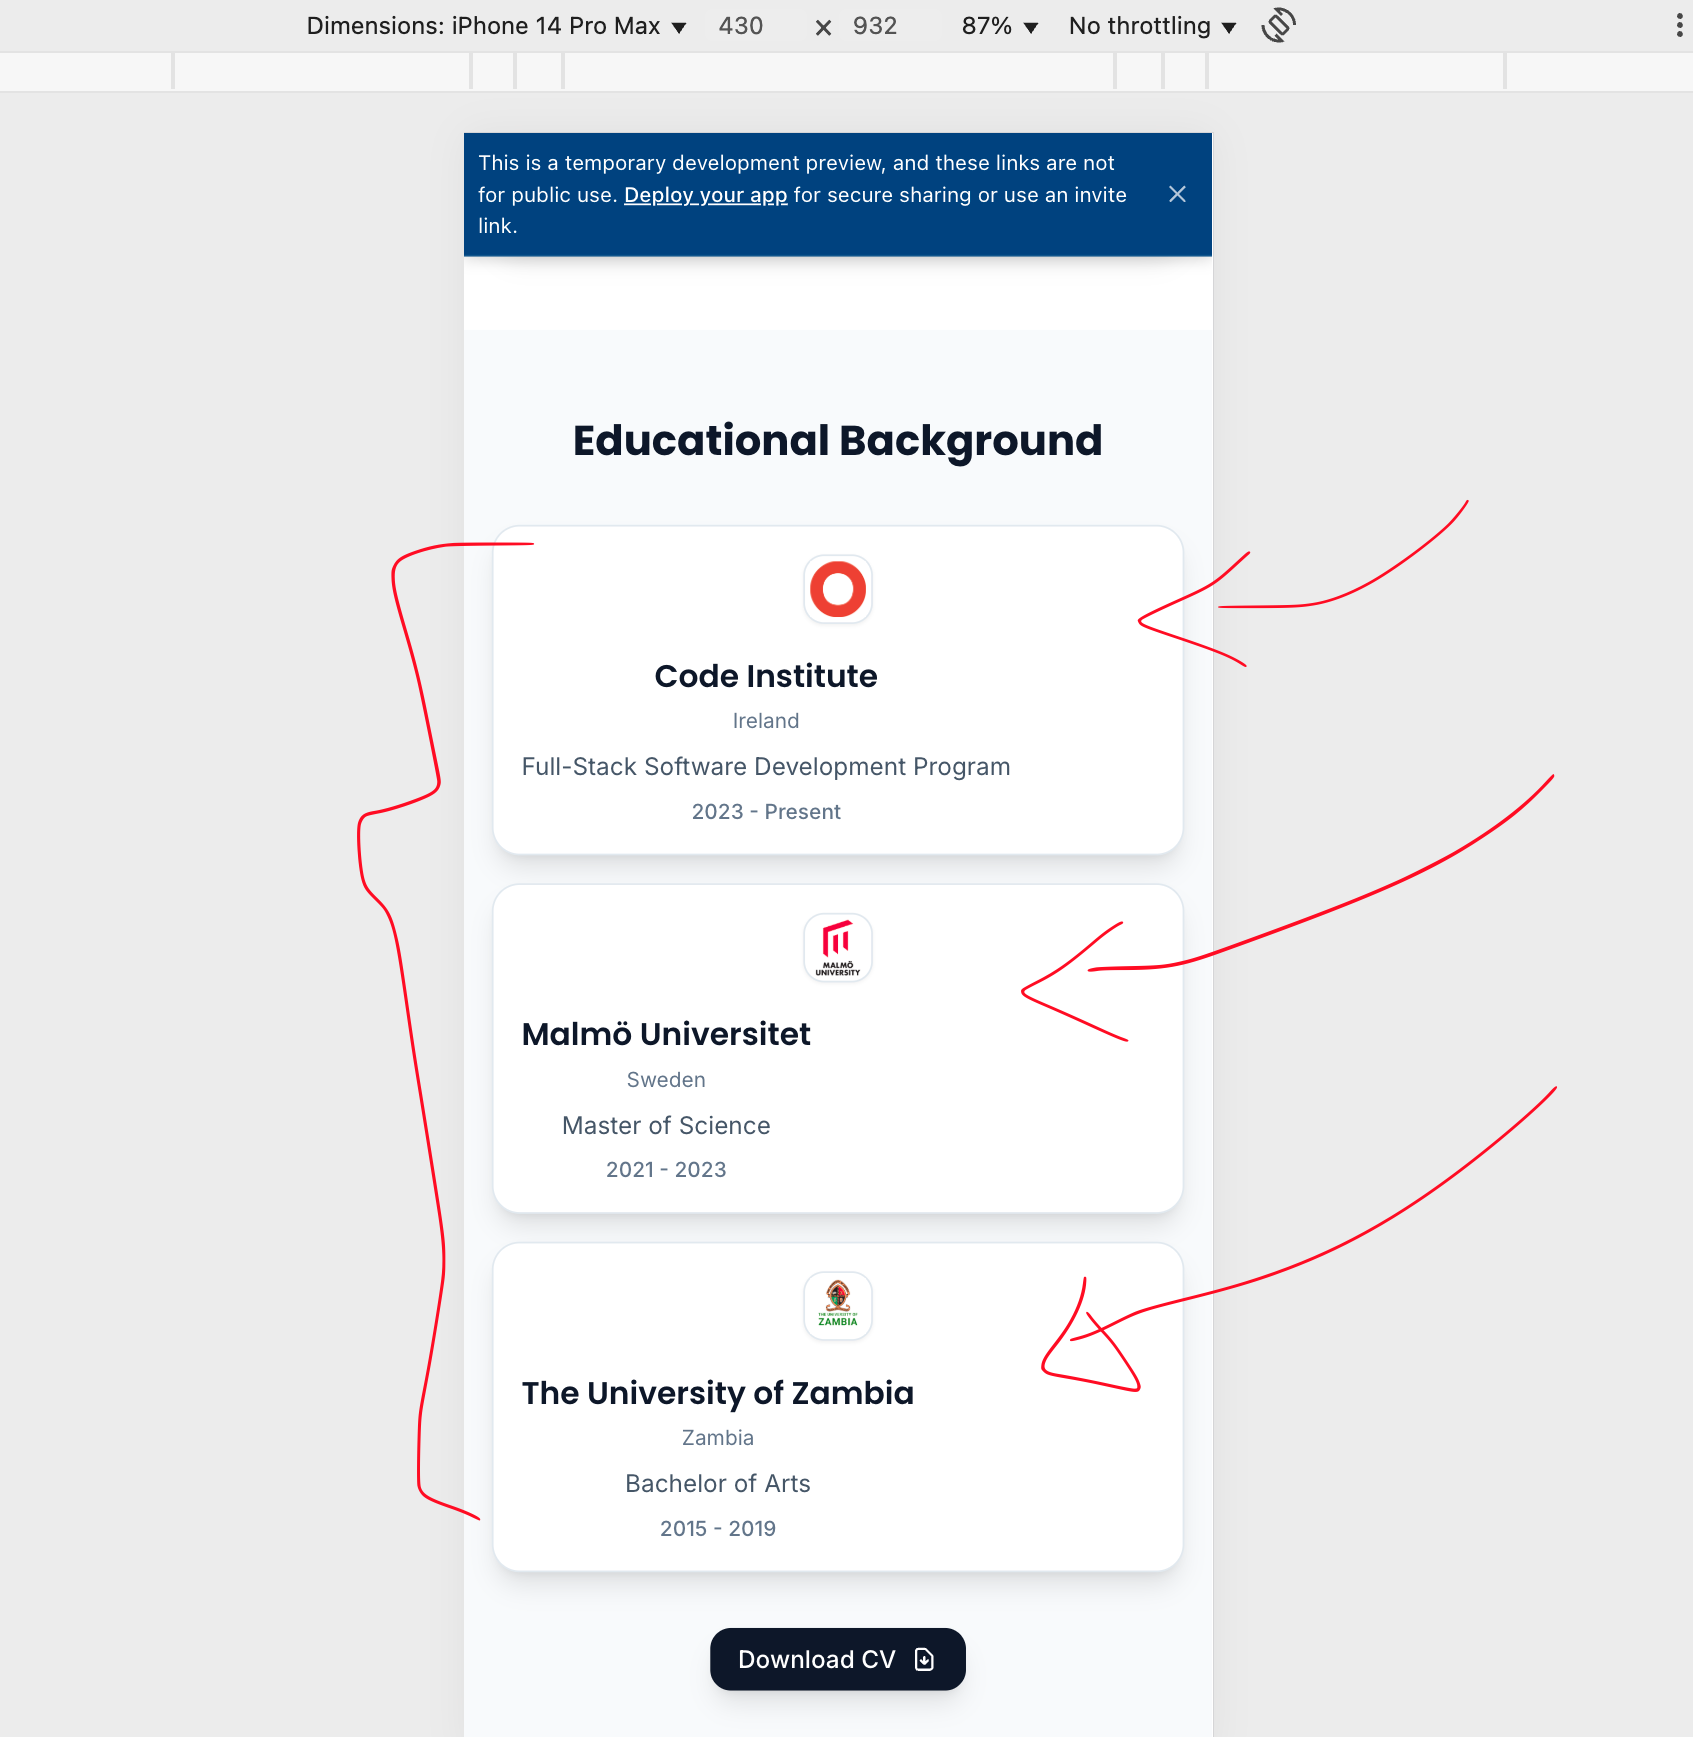 Dimensions: iPhone 14 Pro Max ▼ 430 × 932 87% ▼ No throttling ▼
This is a temporary development preview, and these links are not
for public use. Deploy your app for secure sharing or use an invite
link.
Educational Background
Code Institute
Ireland
Full-Stack Software Development Program
2023 - Present
MALMÖ
UNIVERSITY
Malmö Universitet
Sweden
Master of Science
2021 - 2023
THE UNIVERSITY OF
ZAMBIA
The University of Zambia
Zambia
Bachelor of Arts
2015 - 2019
Download CV